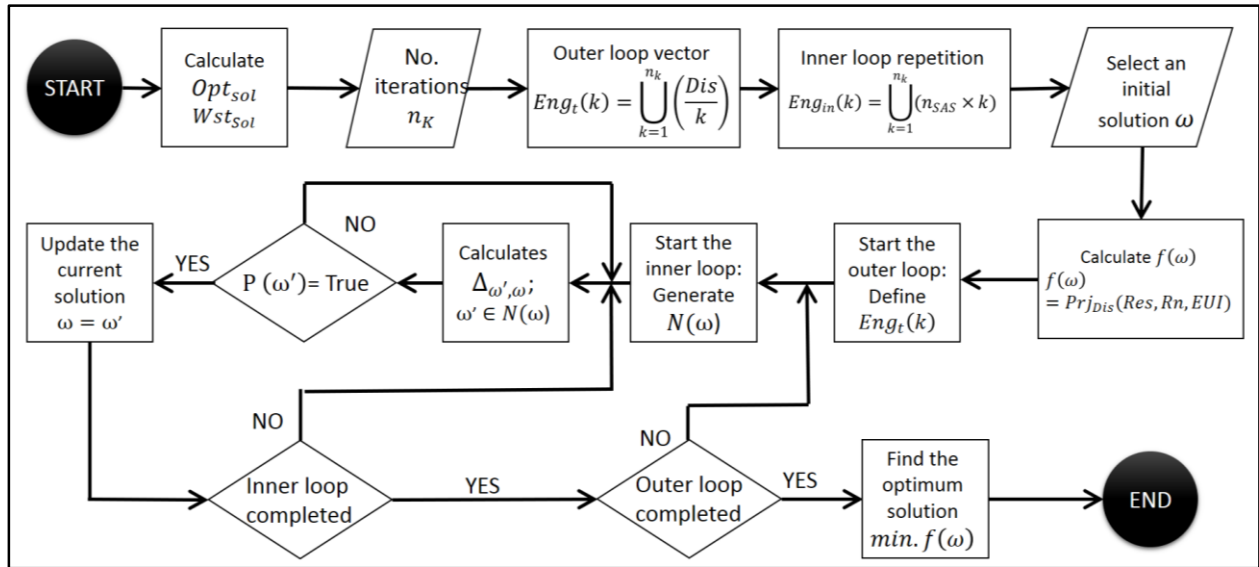 START
Calculate
Opt_sol
Wst_Sol
No.
iterations
n_K
Outer loop vector
Eng_t(k) = ⋃_{k=1}^{n_k} (Dis/k)
Inner loop repetition
Eng_in(k) = ⋃_{k=1}^{n_k} (n_SAS × k)
Select an
initial
solution ω
Calculate f(ω)
f(ω)
= Prj_Dis(Res, Rn, EUI)
Start the
outer loop:
Define
Eng_t(k)
Start the
inner loop:
Generate
N(ω)
Calculates
Δ_ω′,ω;
ω′ ∈ N(ω)
NO
P (ω′)= True
YES
Update the
current
solution
ω = ω′
NO
Inner loop
completed
YES
NO
Outer loop
completed
YES
Find the
optimum
solution
min. f(ω)
END